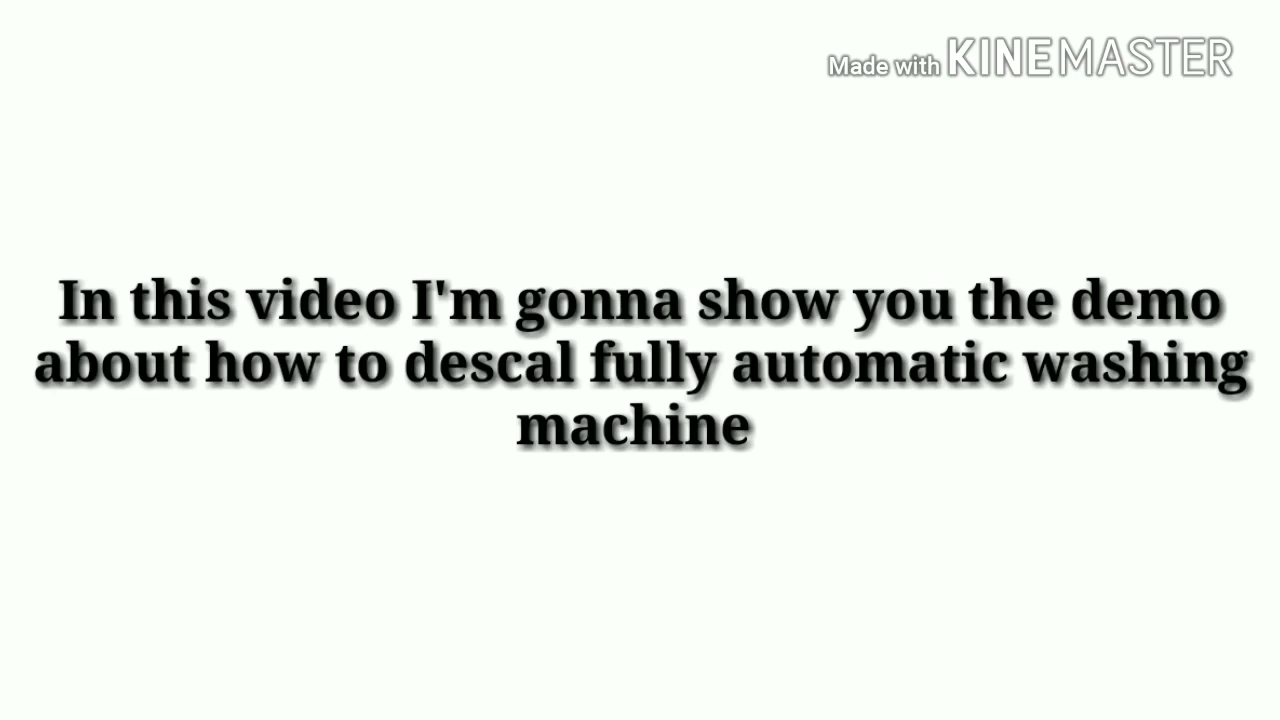 Made with KINEMASTER
In this video I'm gonna show you the demo
about how to descal fully automatic washing
machine